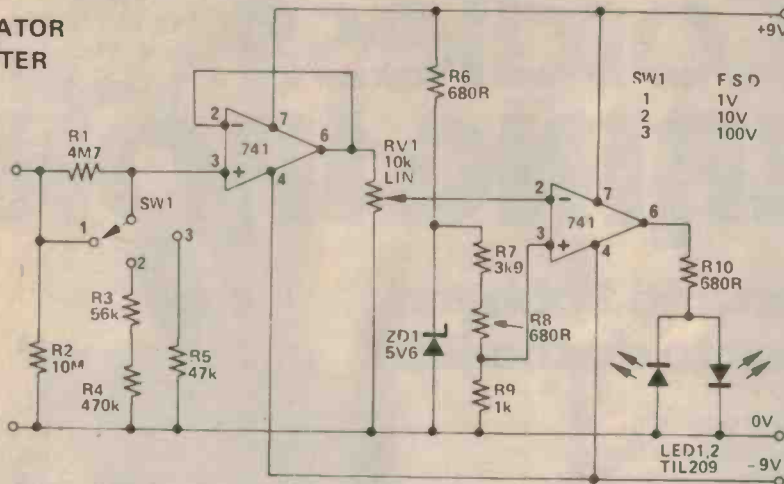 ATOR
TER
+9V
SW1 FSD
1 1V
2 10V
3 100V
R6
680R
R1
4M7
2 7
741 6
3 4
RV1
10k
LIN
SW1
1
2
3
2 7
741 6
3 4
R7
3k9
R10
680R
R3
56k
R8
680R
ZD1
5V6
R2
10M
R5
47k
R4
470k
R9
1k
0V
LED1,2
TIL209
-9V